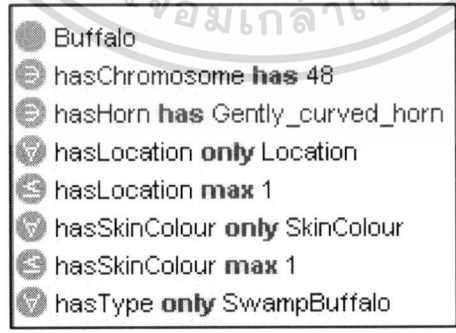 Buffalo
hasChromosome has 48
hasHorn has Gently_curved_horn
hasLocation only Location
hasLocation max 1
hasSkinColour only SkinColour
hasSkinColour max 1
hasType only SwampBuffalo